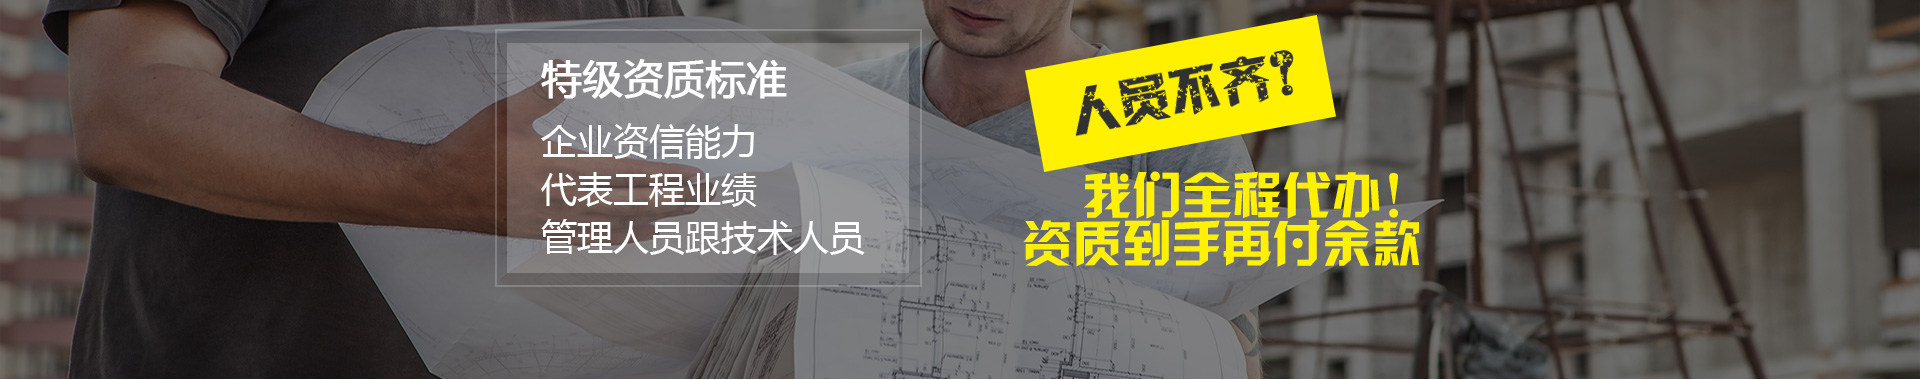 特级资质标准
企业资信能力
代表工程业绩
管理人员跟技术人员
人员不齐?
我们全程代办!
资质到手再付余款